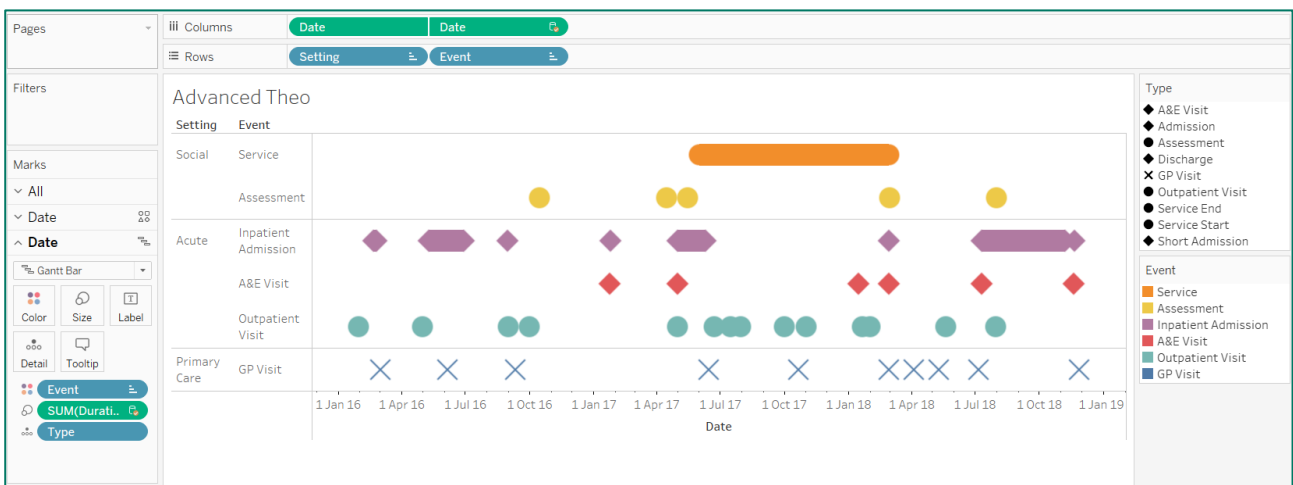 Pages
iii Columns
Date
Date
Rows
Setting
Event
Filters
Marks
All
Date
Date
Gantt Bar
Color
Size
Label
Detail
Tooltip
Event
SUM(Durati..
Type
Advanced Theo
Setting
Event
Social
Service
Assessment
Acute
Inpatient
Admission
A&E Visit
Outpatient
Visit
Primary
Care
GP Visit
1 Jan 16
1 Apr 16
1 Jul 16
1 Oct 16
1 Jan 17
1 Apr 17
1 Jul 17
1 Oct 17
1 Jan 18
1 Apr 18
1 Jul 18
1 Oct 18
1 Jan 19
Date
Type
A&E Visit
Admission
Assessment
Discharge
GP Visit
Outpatient Visit
Service End
Service Start
Short Admission
Event
Service
Assessment
Inpatient Admission
A&E Visit
Outpatient Visit
GP Visit